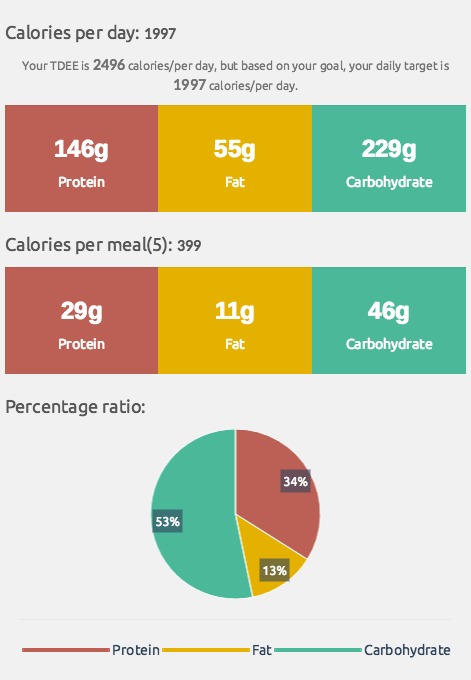 Calories per day: 1997
Your TDEE is 2496 calories/per day, but based on your goal, your daily target is
1997 calories/per day.
146g 55g 229g
Protein Fat Carbohydrate
Calories per meal(5): 399
29g 11g 46g
Protein Fat Carbohydrate
Percentage ratio:
34%
53%
13%
Protein Fat Carbohydrate